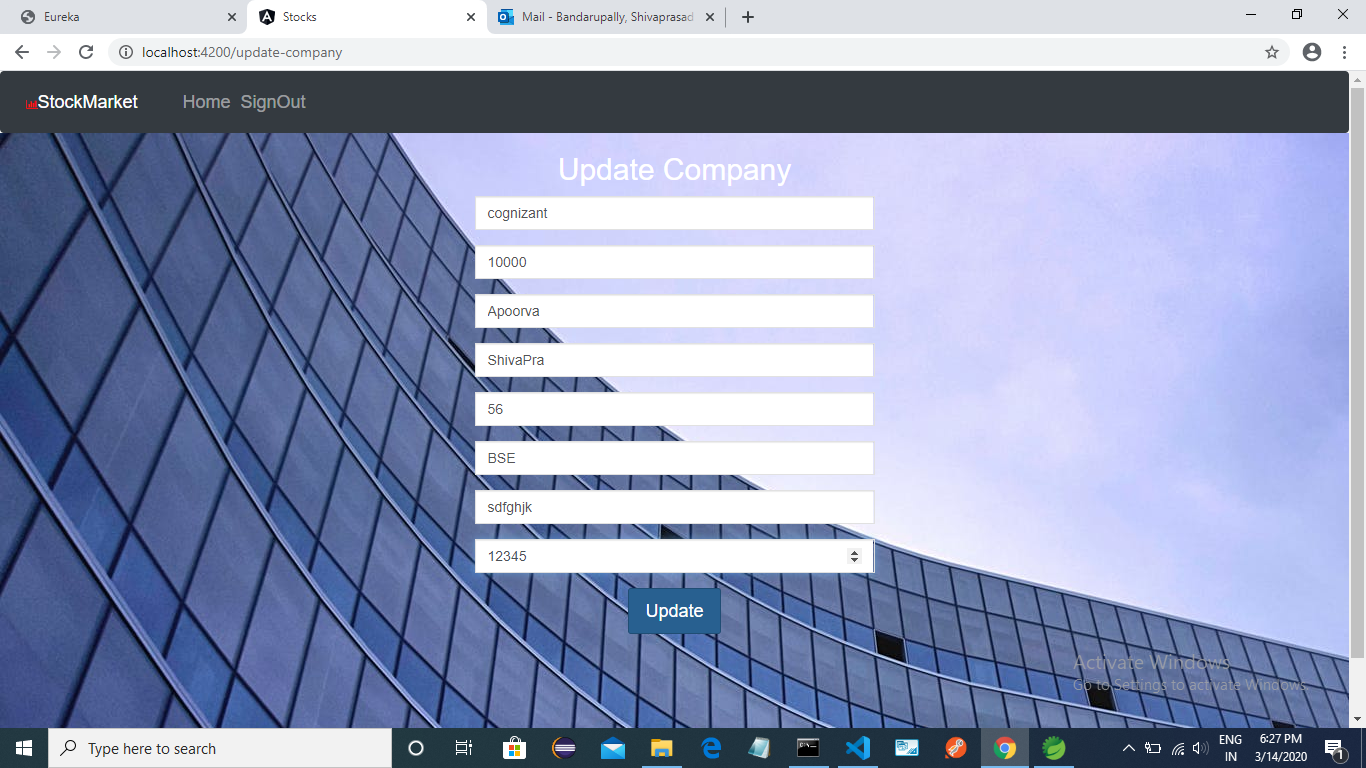 Eureka
Stocks
Mail - Bandarupally, Shivaprasad
localhost:4200/update-company
StockMarket Home SignOut
Update Company
cognizant
10000
Apoorva
ShivaPra
56
BSE
sdfghjk
12345
Update
Activate Windows
Go to Settings to activate Windows.
Type here to search
ENG
IN
6:27 PM
3/14/2020
1